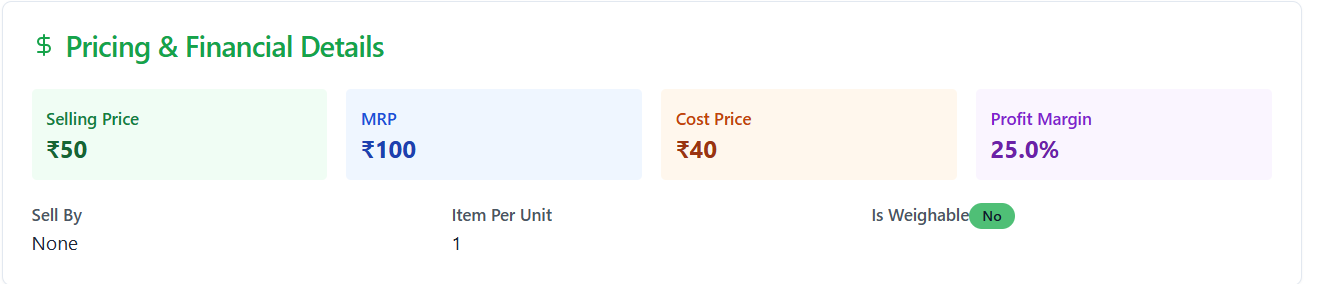 $ Pricing & Financial Details
Selling Price
₹50
MRP
₹100
Cost Price
₹40
Profit Margin
25.0%
Sell By
None
Item Per Unit
1
Is Weighable No